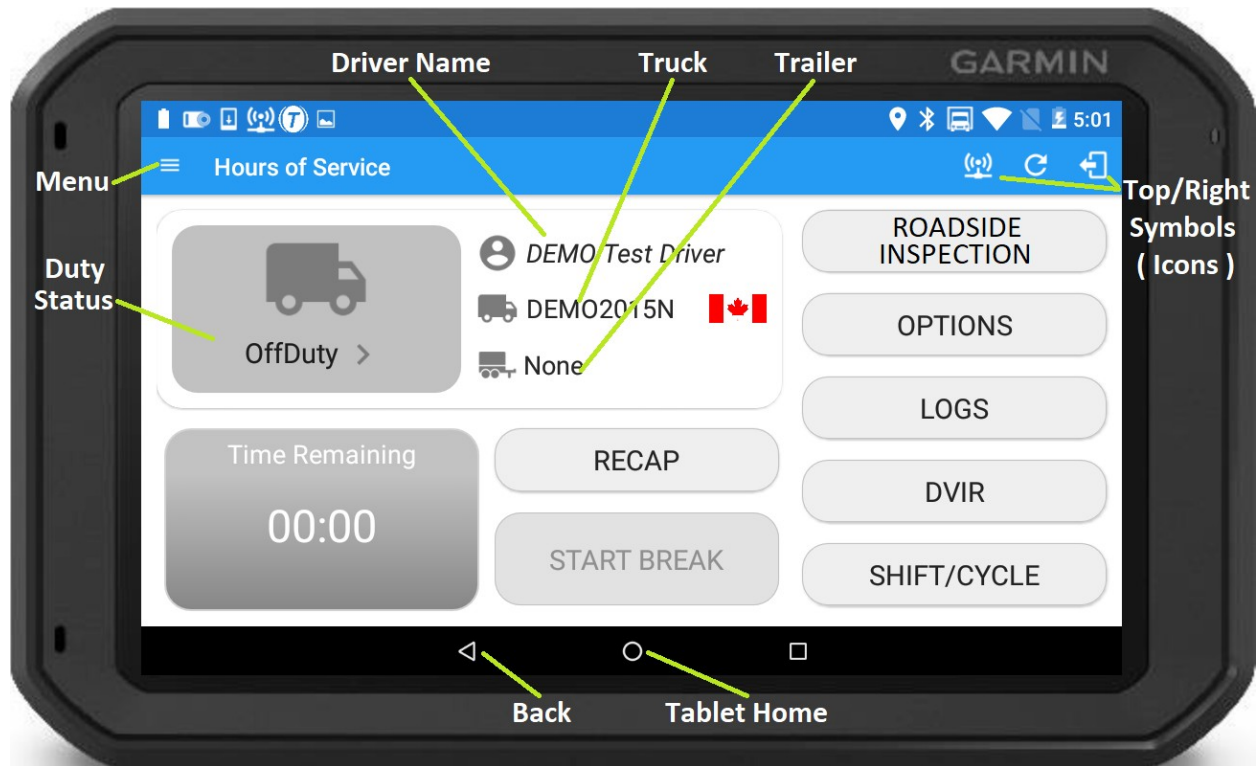 Driver Name
Truck
Trailer
GARMIN
T
5:01
Menu
Hours of Service
Top/Right
Symbols
( Icons )
Duty
Status
DEMO Test Driver
DEMO2015N
None
OffDuty >
ROADSIDE
INSPECTION
OPTIONS
LOGS
DVIR
SHIFT/CYCLE
Time Remaining
00:00
RECAP
START BREAK
Back
Tablet Home